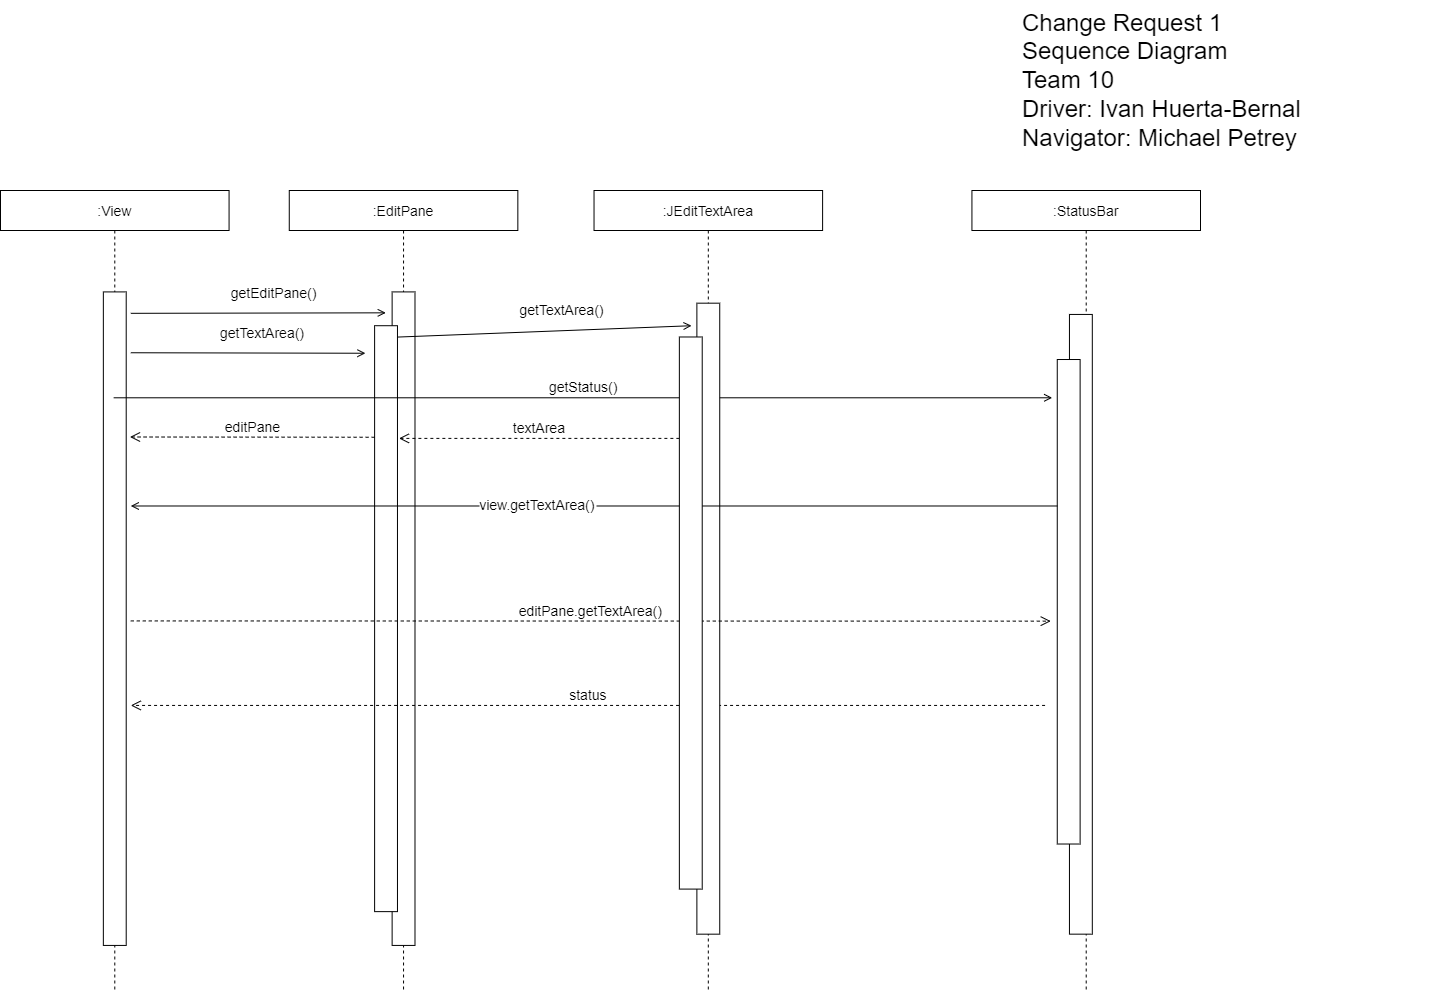 Change Request 1
Sequence Diagram
Team 10
Driver: Ivan Huerta-Bernal
Navigator: Michael Petrey
:View
:EditPane
:JEditTextArea
:StatusBar
getEditPane()
getTextArea()
getTextArea()
getStatus()
editPane
textArea
view.getTextArea()
editPane.getTextArea()
status